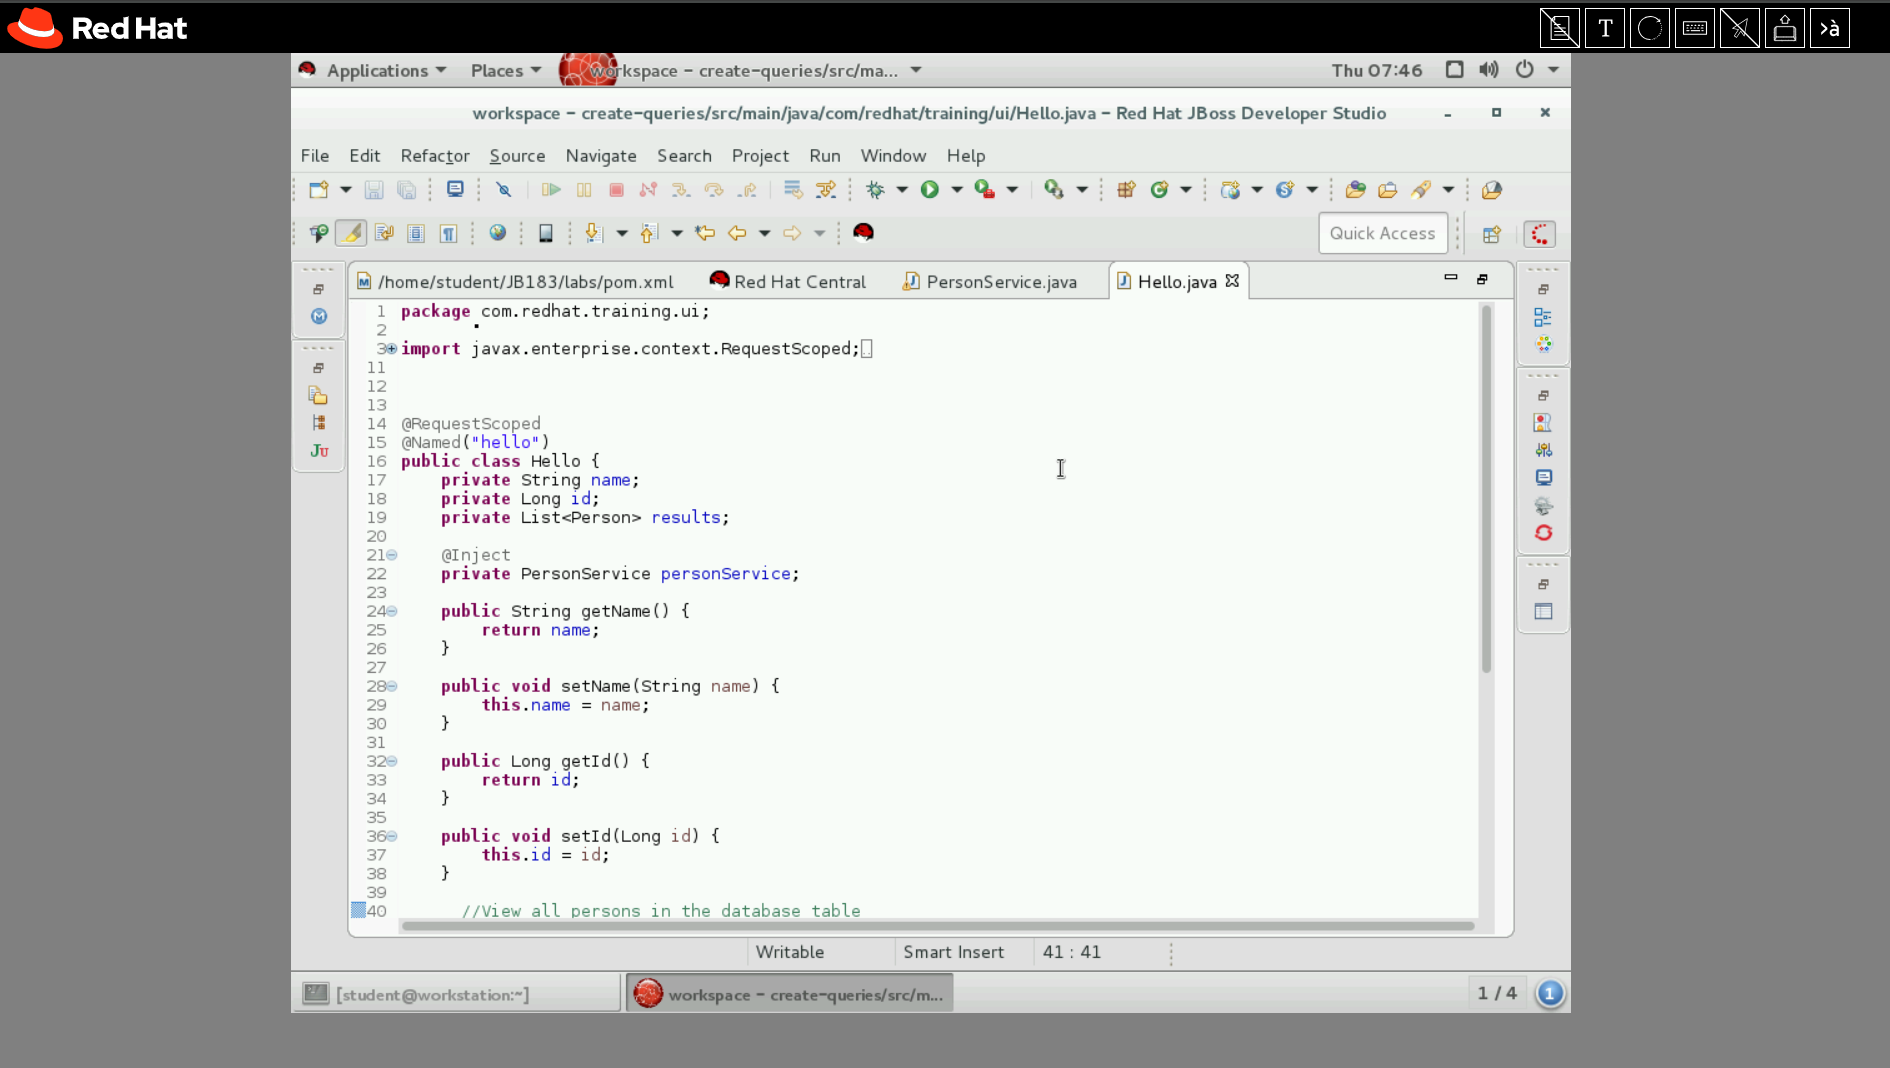 Red Hat
T
>à
Applications Places workspace – create-queries/src/ma... Thu 07:46
workspace – create-queries/src/main/java/com/redhat/training/ui/Hello.java – Red Hat JBoss Developer Studio
File Edit Refactor Source Navigate Search Project Run Window Help
Quick Access
/home/student/JB183/labs/pom.xml Red Hat Central PersonService.java Hello.java
1 package com.redhat.training.ui;
2
3 import javax.enterprise.context.RequestScoped;
11
12
13
14 @RequestScoped
15 @Named("hello")
16 public class Hello {
17 private String name;
18 private Long id;
19 private List<Person> results;
20
21 @Inject
22 private PersonService personService;
23
24 public String getName() {
25 return name;
26 }
27
28 public void setName(String name) {
29 this.name = name;
30 }
31
32 public Long getId() {
33 return id;
34 }
35
36 public void setId(Long id) {
37 this.id = id;
38 }
39
40 //View all persons in the database table
Ju
Writable Smart Insert 41 : 41
[student@workstation:~] workspace – create-queries/src/m... 1 / 4 1